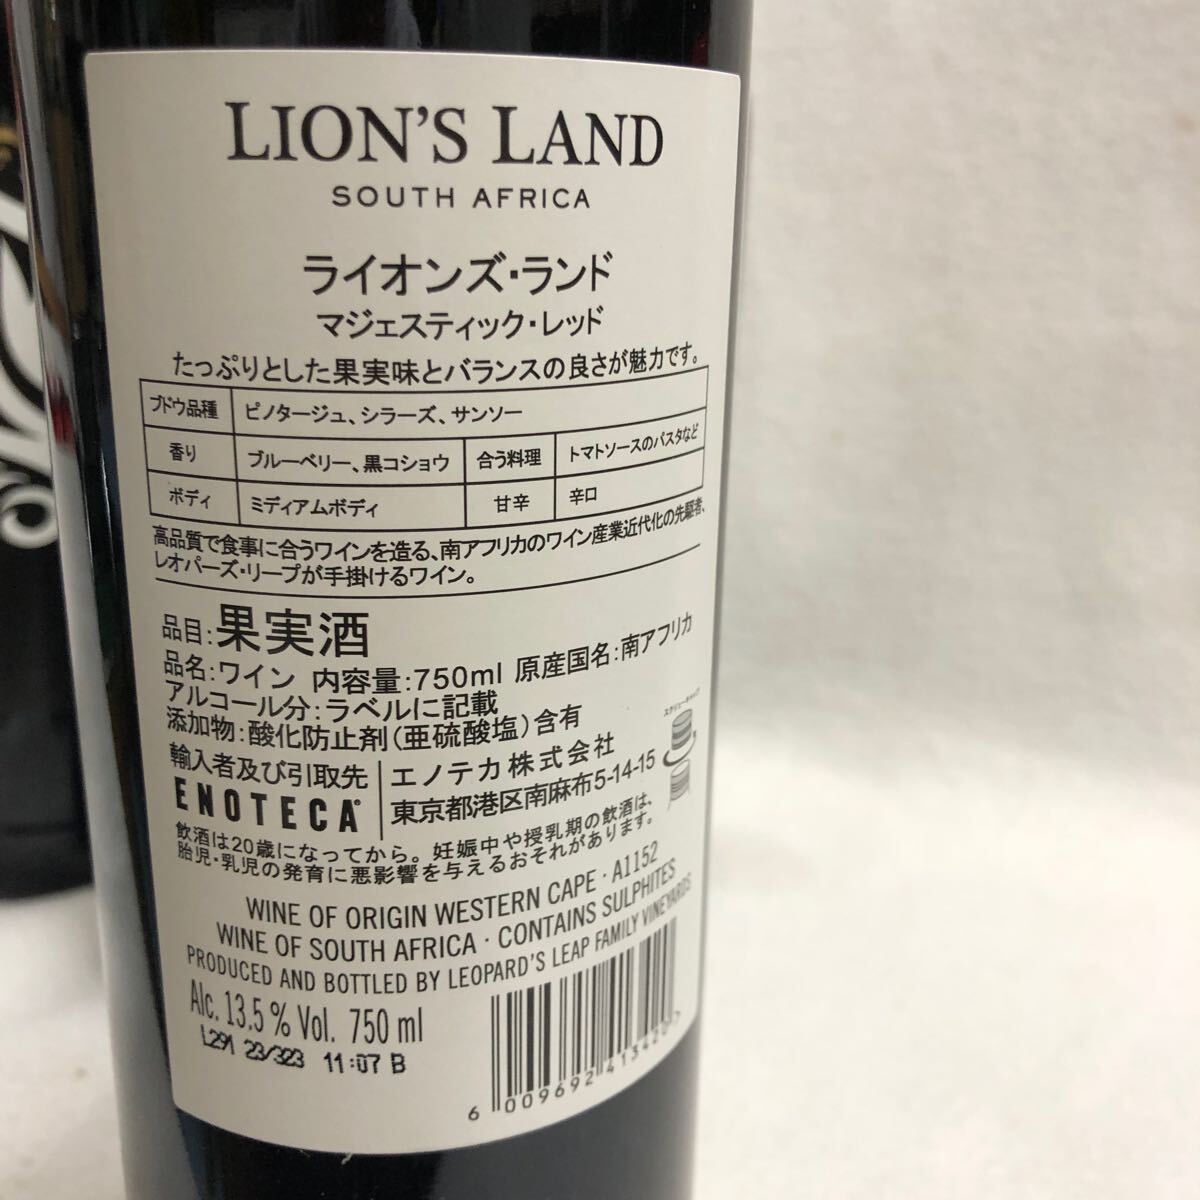 LION'S LAND
SOUTH AFRICA
ライオンズ・ランド
マジェスティック・レッド
たっぷりとした果実味とバランスの良さが魅力です。
ブドウ品種 ピノタージュ、シラーズ、サンソー
香り ブルーベリー、黒コショウ 合う料理 トマトソースのパスタなど
ボディ ミディアムボディ 甘辛 辛口
高品質で食事に合うワインを造る、南アフリカのワイン産業近代化の先駆者、
レオパーズ・リープが手掛けるワイン。
品目:果実酒
品名:ワイン 内容量:750ml 原産国名:南アフリカ
アルコール分:ラベルに記載
添加物:酸化防止剤(亜硫酸塩)含有
スクリューキャップ
輸入者及び引取先 エノテカ株式会社
ENOTECA 東京都港区南麻布5-14-15
飲酒は20歳になってから。妊娠中や授乳期の飲酒は、
胎児・乳児の発育に悪影響を与えるおそれがあります。
WINE OF ORIGIN WESTERN CAPE · A1152
WINE OF SOUTH AFRICA · CONTAINS SULPHITES
PRODUCED AND BOTTLED BY LEOPARD'S LEAP FAMILY VINEYARDS
Alc. 13.5 % Vol. 750 ml
L291 23/323 11:07 B
6 009692 413420